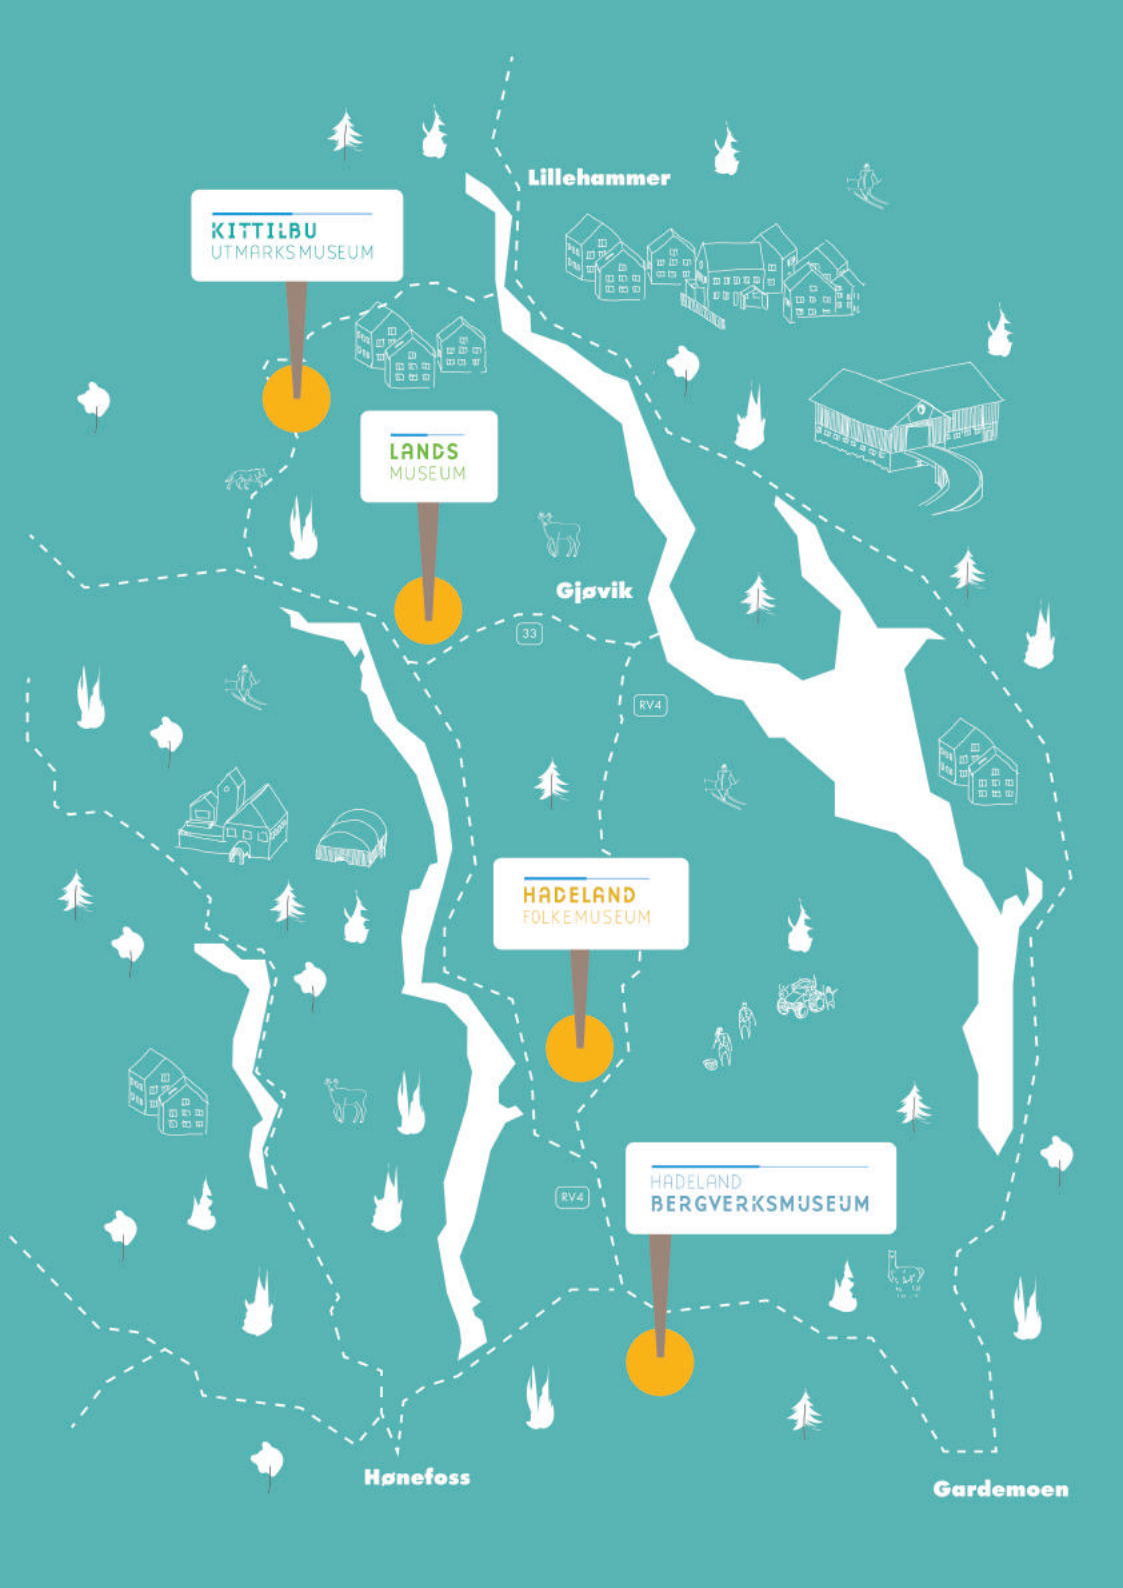 Lillehammer
KITTILBU
UTMARKSMUSEUM
LANDS
MUSEUM
Gjøvik
33
RV4
HADELAND
FOLKEMUSEUM
HADELAND
BERGVERKSMUSEUM
RV4
Hønefoss
Gardemoen